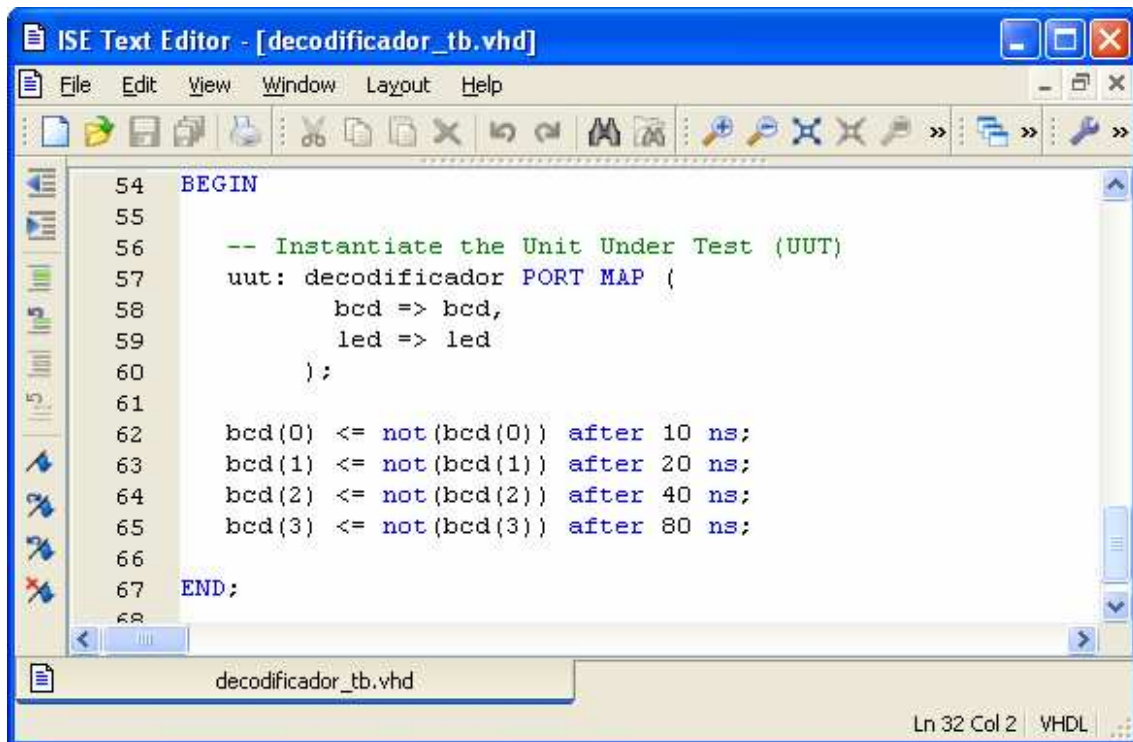 ISE Text Editor - [decodificador_tb.vhd]
File Edit View Window Layout Help
54 BEGIN
55
56 -- Instantiate the Unit Under Test (UUT)
57 uut: decodificador PORT MAP (
58 bcd => bcd,
59 led => led
60 );
61
62 bcd(0) <= not(bcd(0)) after 10 ns;
63 bcd(1) <= not(bcd(1)) after 20 ns;
64 bcd(2) <= not(bcd(2)) after 40 ns;
65 bcd(3) <= not(bcd(3)) after 80 ns;
66
67 END;
68
decodificador_tb.vhd
Ln 32 Col 2 VHDL